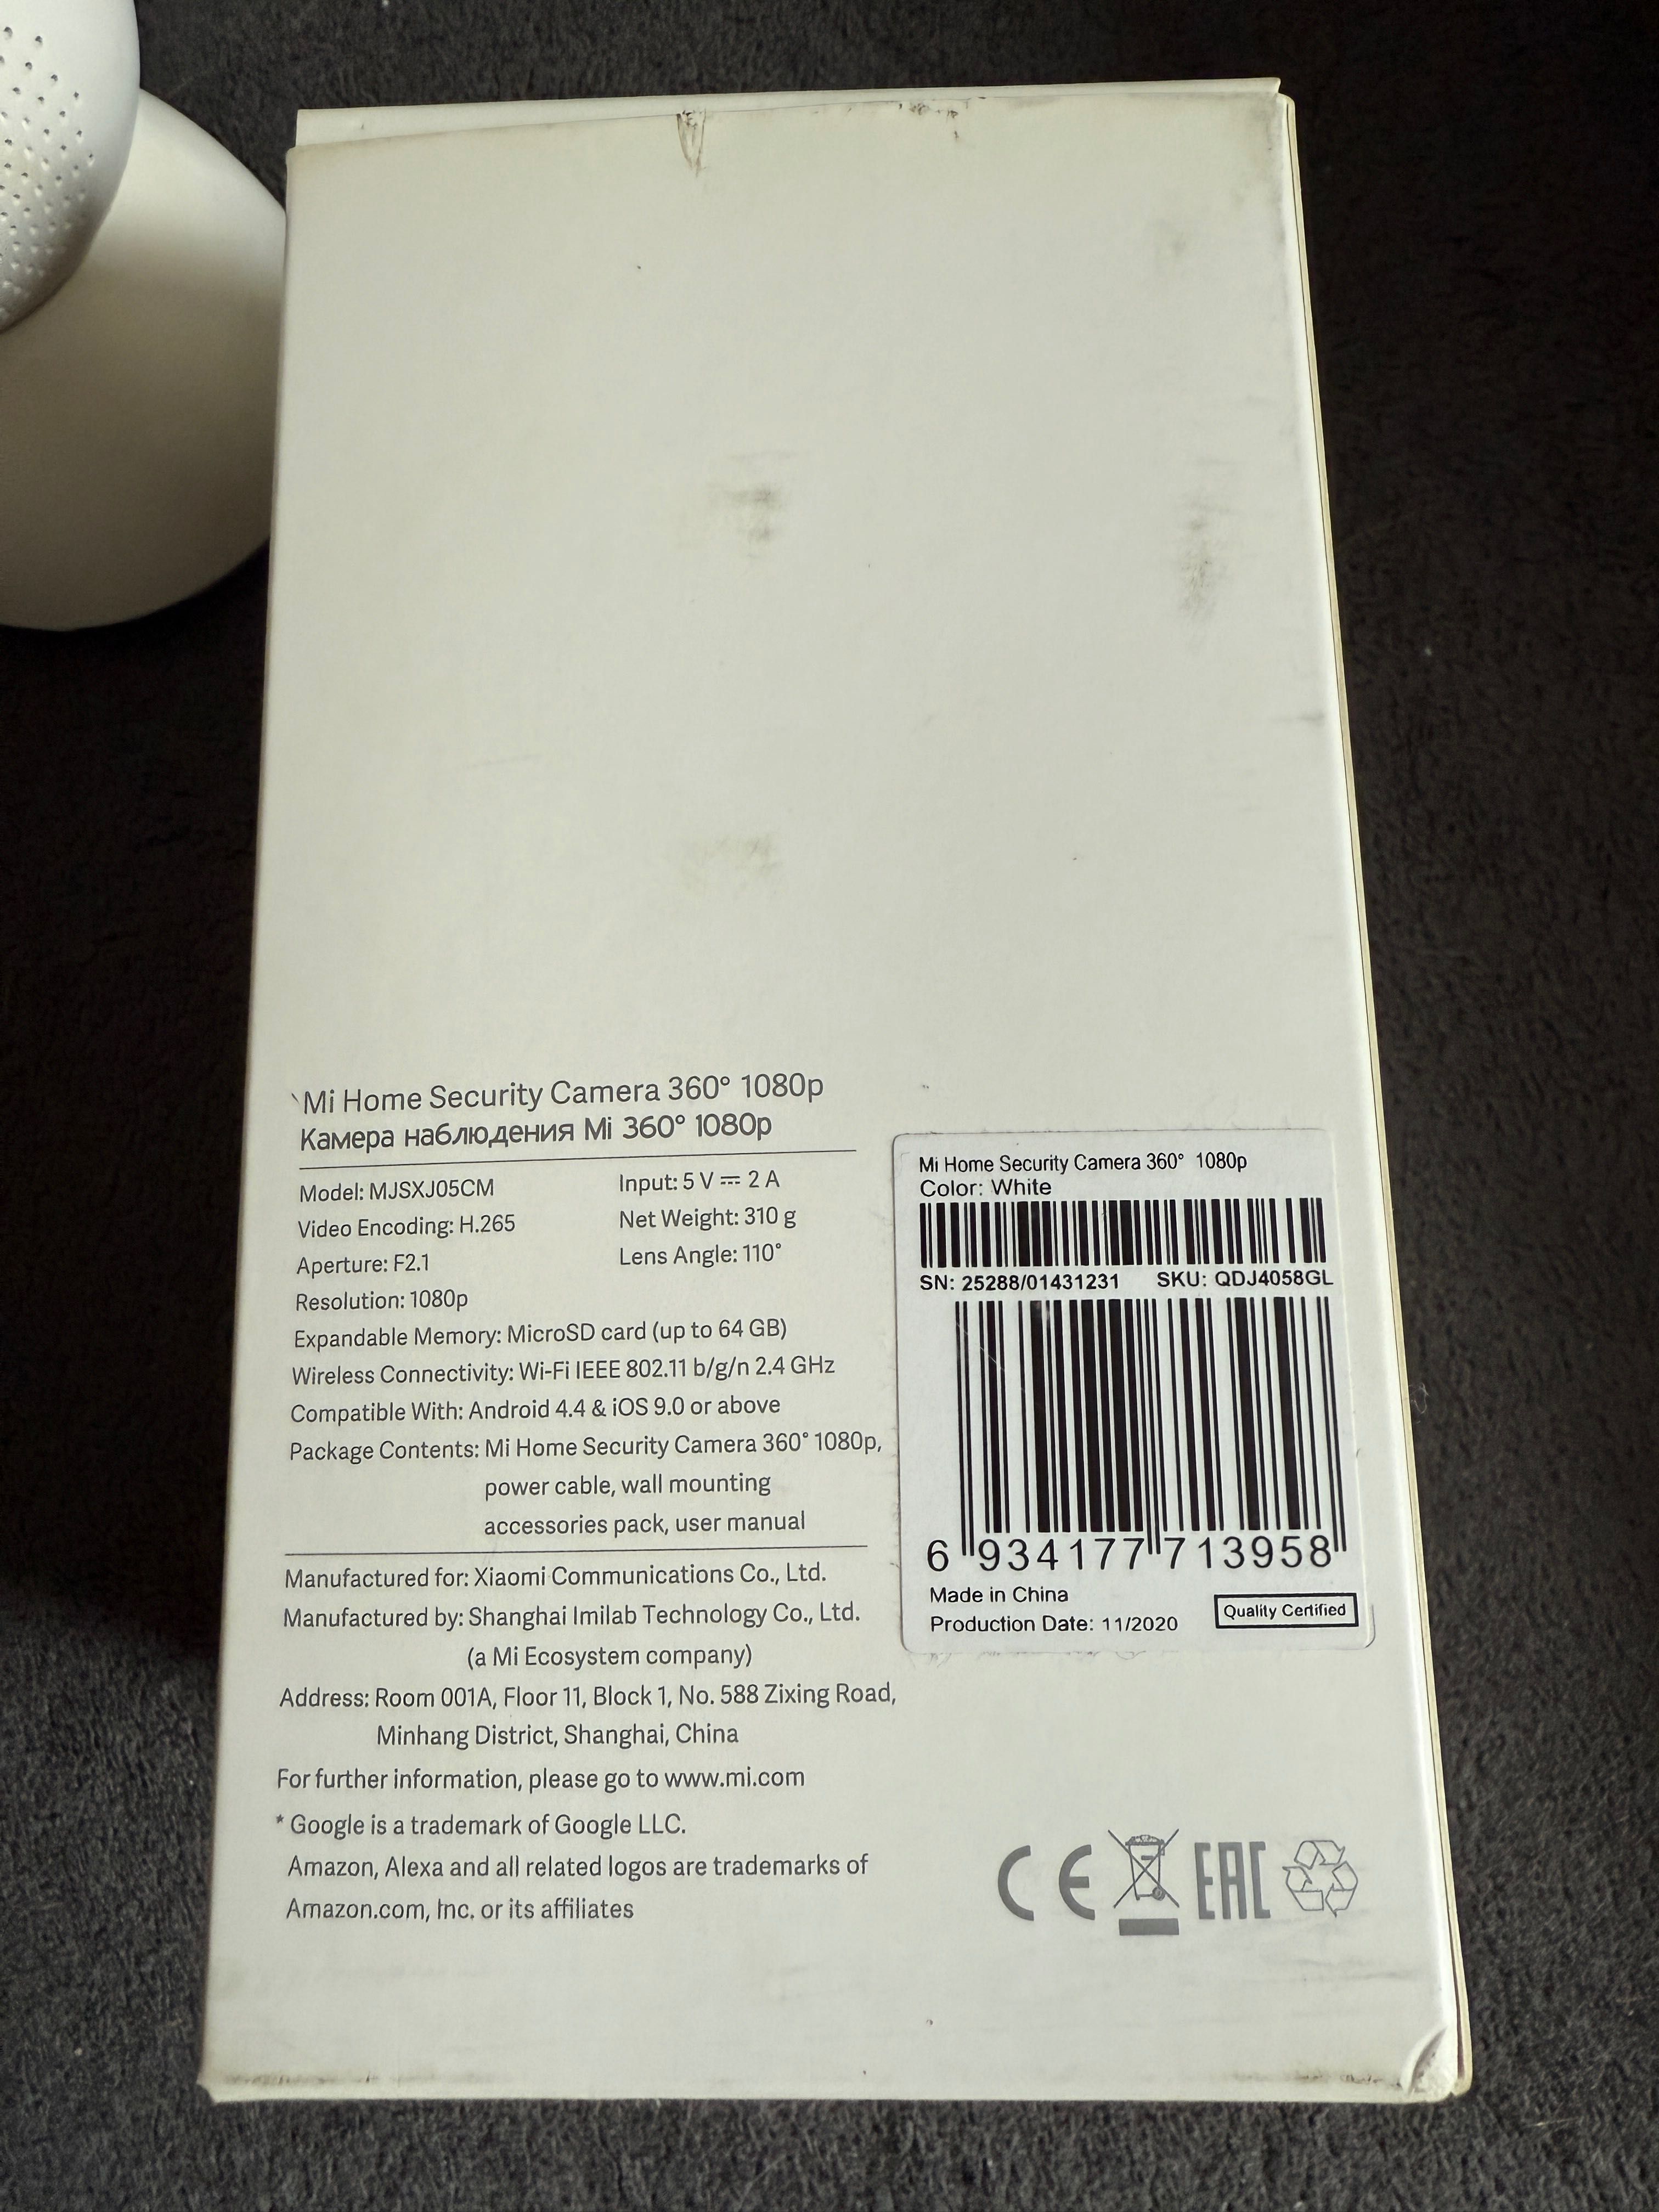 Mi Home Security Camera 360° 1080p
Камера наблюдения Mi 360° 1080p
Model: MJSXJ05CM
Input: 5 V ⎓ 2 A
Video Encoding: H.265
Net Weight: 310 g
Aperture: F2.1
Lens Angle: 110°
Resolution: 1080p
Expandable Memory: MicroSD card (up to 64 GB)
Wireless Connectivity: Wi-Fi IEEE 802.11 b/g/n 2.4 GHz
Compatible With: Android 4.4 & iOS 9.0 or above
Package Contents: Mi Home Security Camera 360° 1080p,
power cable, wall mounting
accessories pack, user manual
Manufactured for: Xiaomi Communications Co., Ltd.
Manufactured by: Shanghai Imilab Technology Co., Ltd.
(a Mi Ecosystem company)
Address: Room 001A, Floor 11, Block 1, No. 588 Zixing Road,
Minhang District, Shanghai, China
For further information, please go to www.mi.com
* Google is a trademark of Google LLC.
Amazon, Alexa and all related logos are trademarks of
Amazon.com, Inc. or its affiliates
Mi Home Security Camera 360° 1080p
Color: White
SN: 25288/01431231 SKU: QDJ4058GL
6 934177 713958
Made in China
Production Date: 11/2020
Quality Certified
CE EAC